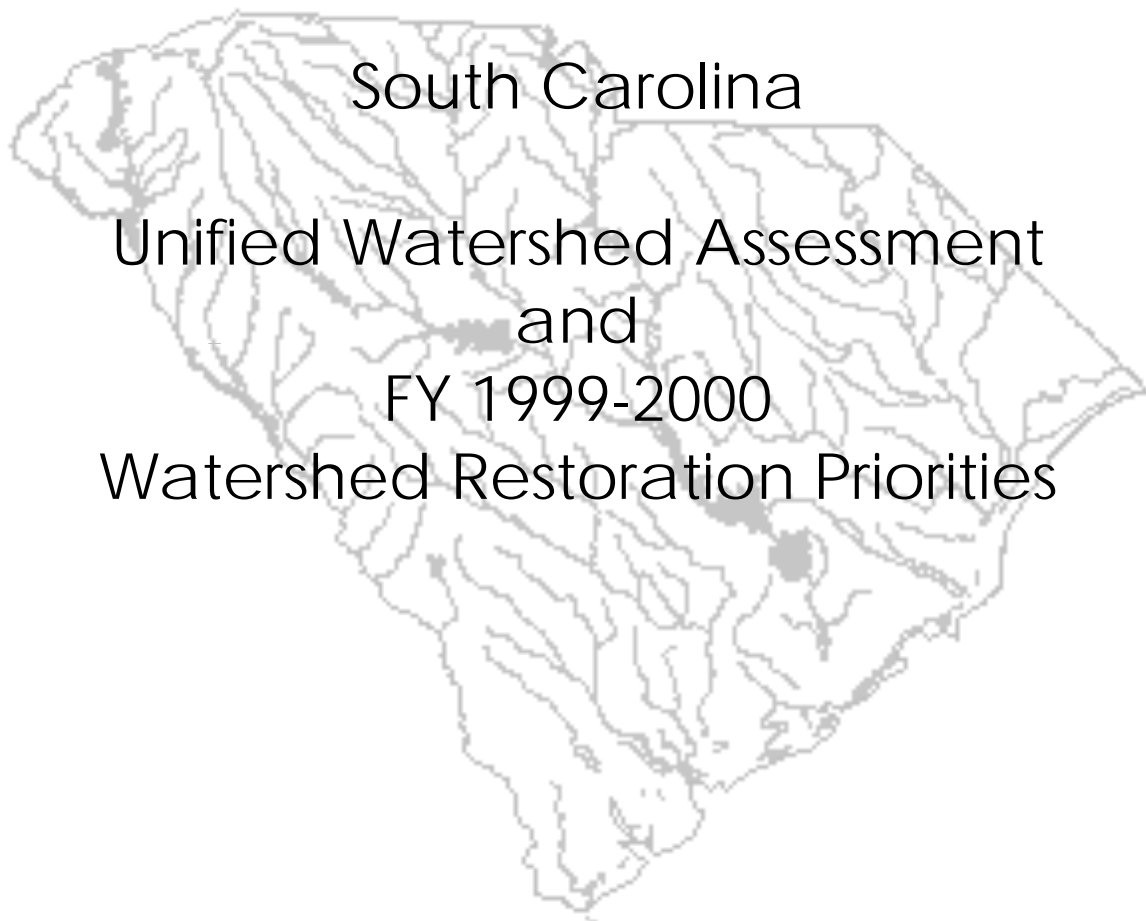 South Carolina
Unified Watershed Assessment
and
FY 1999-2000
Watershed Restoration Priorities